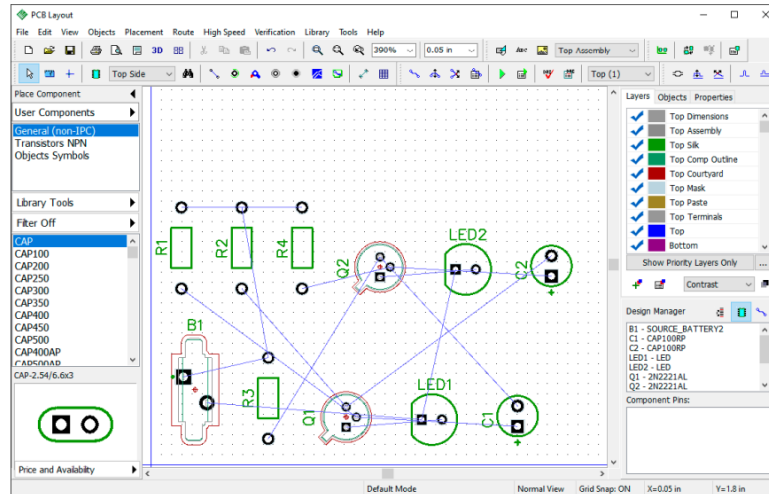 PCB Layout
File Edit View Objects Placement Route High Speed Verification Library Tools Help
3D 390% 0.05 in Abc Top Assembly
Top Side Top (1)
Place Component
User Components
General (non-IPC)
Transistors NPN
Objects Symbols
Library Tools
Filter Off
CAP
CAP100
CAP200
CAP250
CAP300
CAP350
CAP400
CAP450
CAP500
CAP400AP
CAP500AP
CAP-2.54/6.6x3
Price and Availability
R1
R2
R4
Q2
LED2
C2
+
B1
R3
Q1
LED1
C1
+
Layers Objects Properties
Top Dimensions
Top Assembly
Top Silk
Top Comp Outline
Top Courtyard
Top Mask
Top Paste
Top Terminals
Top
Bottom
Show Priority Layers Only ...
Contrast
Design Manager
B1 - SOURCE_BATTERY2
C1 - CAP100RP
C2 - CAP100RP
LED1 - LED
LED2 - LED
Q1 - 2N2221AL
Q2 - 2N2221AL
Component Pins:
Default Mode Normal View Grid Snap: ON X=0.05 in Y=1.8 in